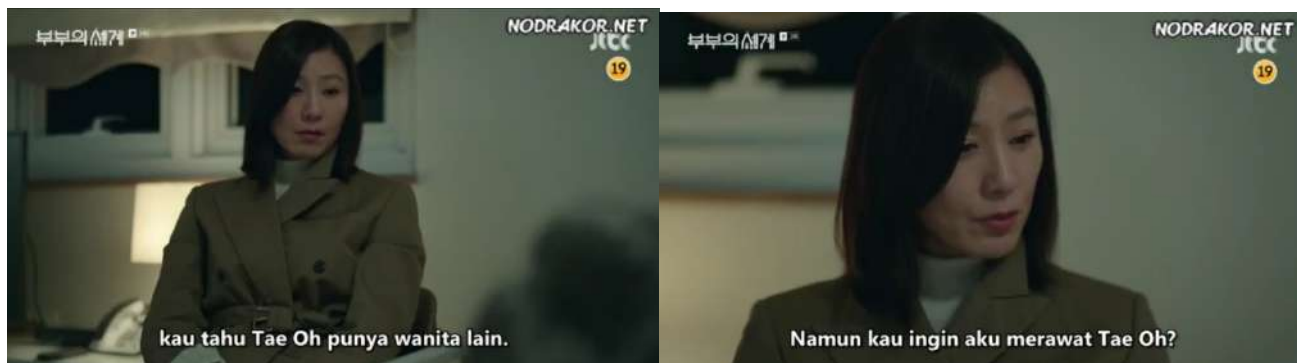 부부의 세계
NODRAKOR.NET
JTBC
19
kau tahu Tae Oh punya wanita lain.
부부의 세계
NODRAKOR.NET
JTBC
19
Namun kau ingin aku merawat Tae Oh?